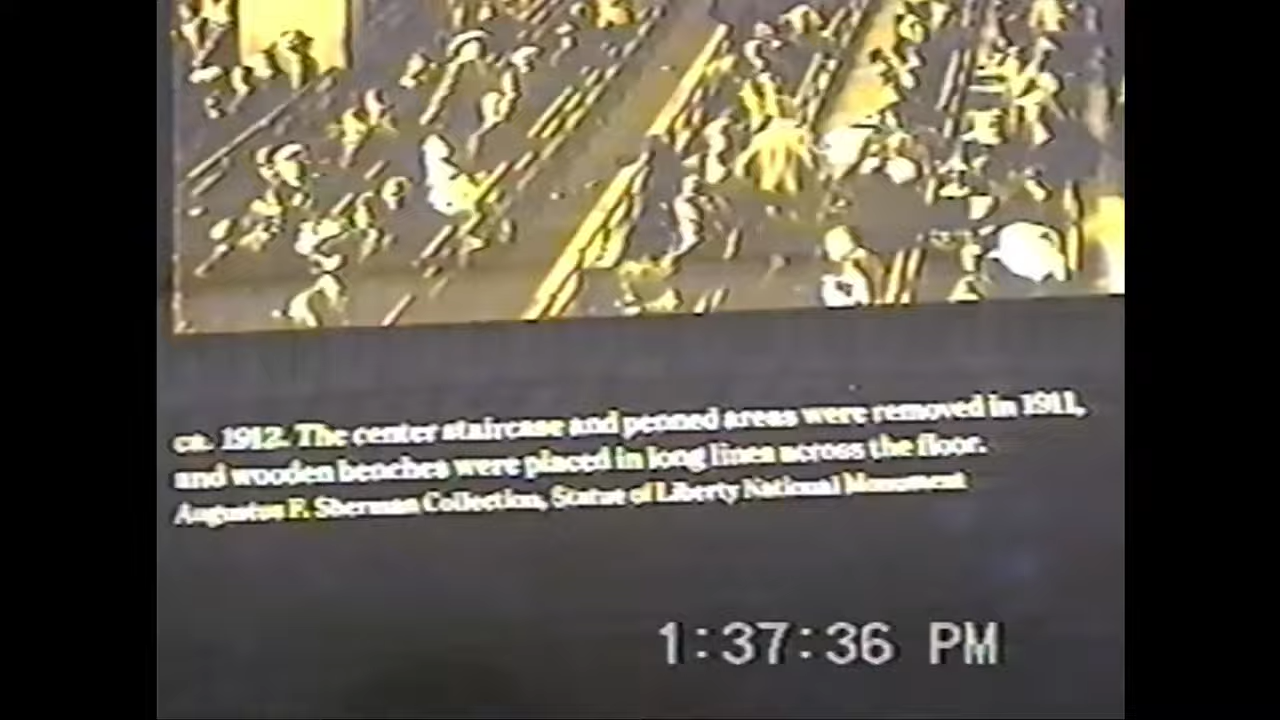 ca. 1912. The center staircase and penned areas were removed in 1911,
and wooden benches were placed in long lines across the floor.
Augustus F. Sherman Collection, Statue of Liberty National Monument
1:37:36 PM